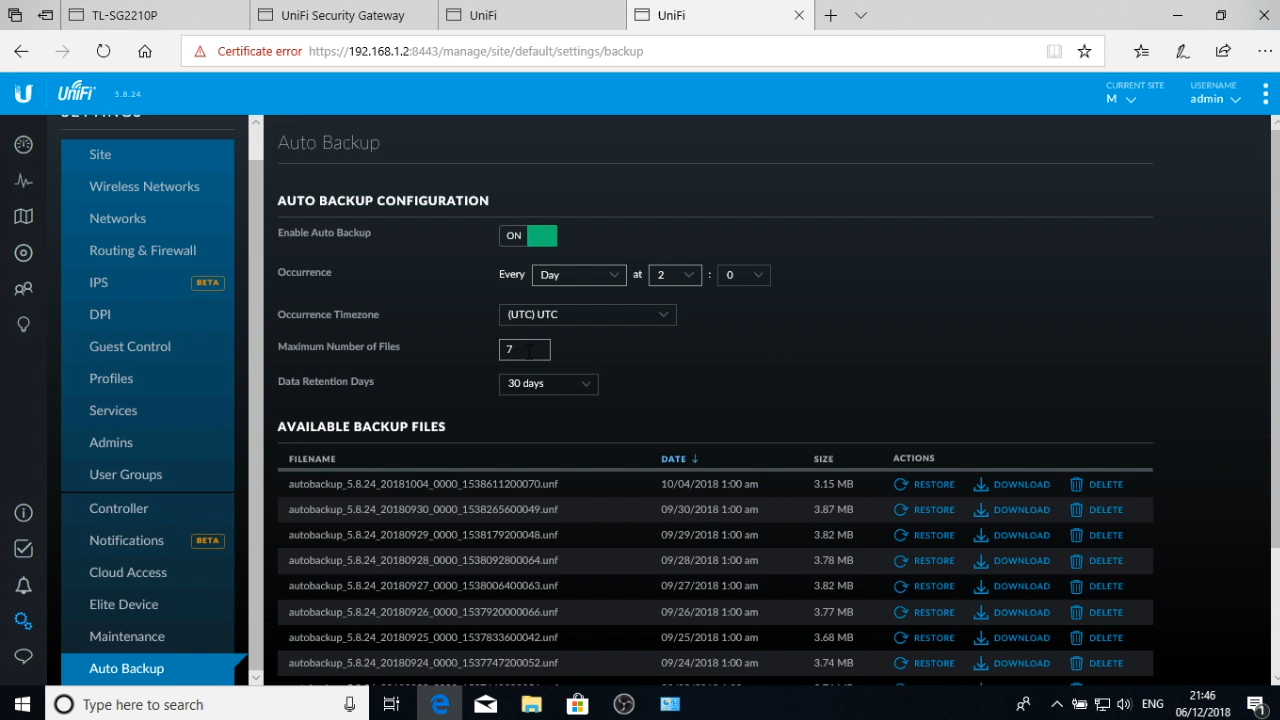 TL-SG2210P
UniFi Security Gateway
UniFi
UniFi
Certificate error https://192.168.1.2:8443/manage/site/default/settings/backup
UniFi 5.8.24
CURRENT SITE
M
USERNAME
admin
SETTINGS
Site
Wireless Networks
Networks
Routing & Firewall
IPS BETA
DPI
Guest Control
Profiles
Services
Admins
User Groups
Controller
Notifications BETA
Cloud Access
Elite Device
Maintenance
Auto Backup
Auto Backup
AUTO BACKUP CONFIGURATION
Enable Auto Backup ON
Occurrence Every Day at 2 : 0
Occurrence Timezone (UTC) UTC
Maximum Number of Files 7
Data Retention Days 30 days
AVAILABLE BACKUP FILES
FILENAME DATE SIZE ACTIONS
autobackup_5.8.24_20181004_0000_1538611200070.unf 10/04/2018 1:00 am 3.15 MB RESTORE DOWNLOAD DELETE
autobackup_5.8.24_20180930_0000_1538265600049.unf 09/30/2018 1:00 am 3.87 MB RESTORE DOWNLOAD DELETE
autobackup_5.8.24_20180929_0000_1538179200048.unf 09/29/2018 1:00 am 3.82 MB RESTORE DOWNLOAD DELETE
autobackup_5.8.24_20180928_0000_1538092800064.unf 09/28/2018 1:00 am 3.78 MB RESTORE DOWNLOAD DELETE
autobackup_5.8.24_20180927_0000_1538006400063.unf 09/27/2018 1:00 am 3.82 MB RESTORE DOWNLOAD DELETE
autobackup_5.8.24_20180926_0000_1537920000066.unf 09/26/2018 1:00 am 3.77 MB RESTORE DOWNLOAD DELETE
autobackup_5.8.24_20180925_0000_1537833600042.unf 09/25/2018 1:00 am 3.68 MB RESTORE DOWNLOAD DELETE
autobackup_5.8.24_20180924_0000_1537747200052.unf 09/24/2018 1:00 am 3.74 MB RESTORE DOWNLOAD DELETE
Type here to search
ENG
21:46
06/12/2018
1